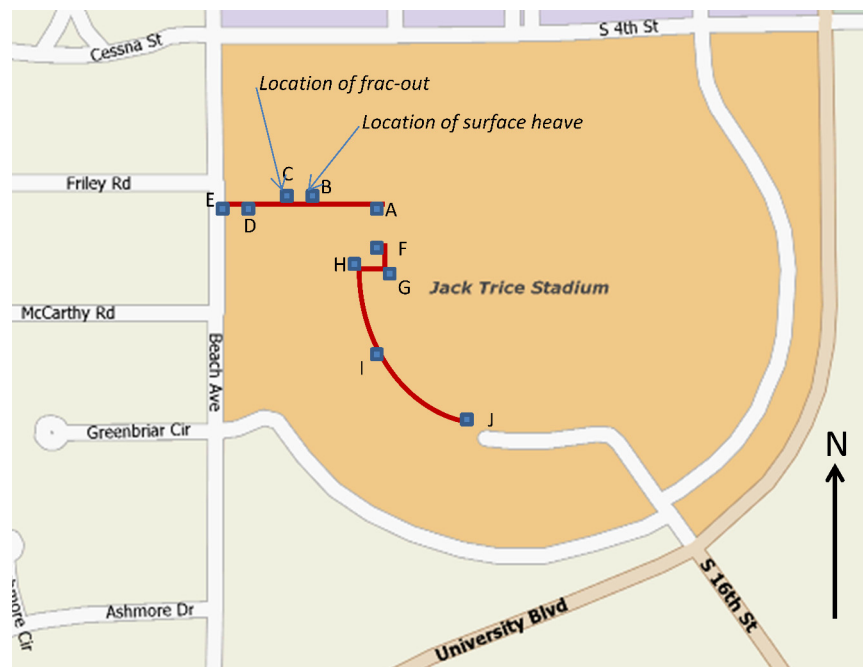 S 4th St
Cessna St
Location of frac-out
Location of surface heave
C
B
Friley Rd
E
A
D
F
H
G
Jack Trice Stadium
McCarthy Rd
Beach Ave
I
J
Greenbriar Cir
N
S 16th St
Ashmore Dr
University Blvd
Cir